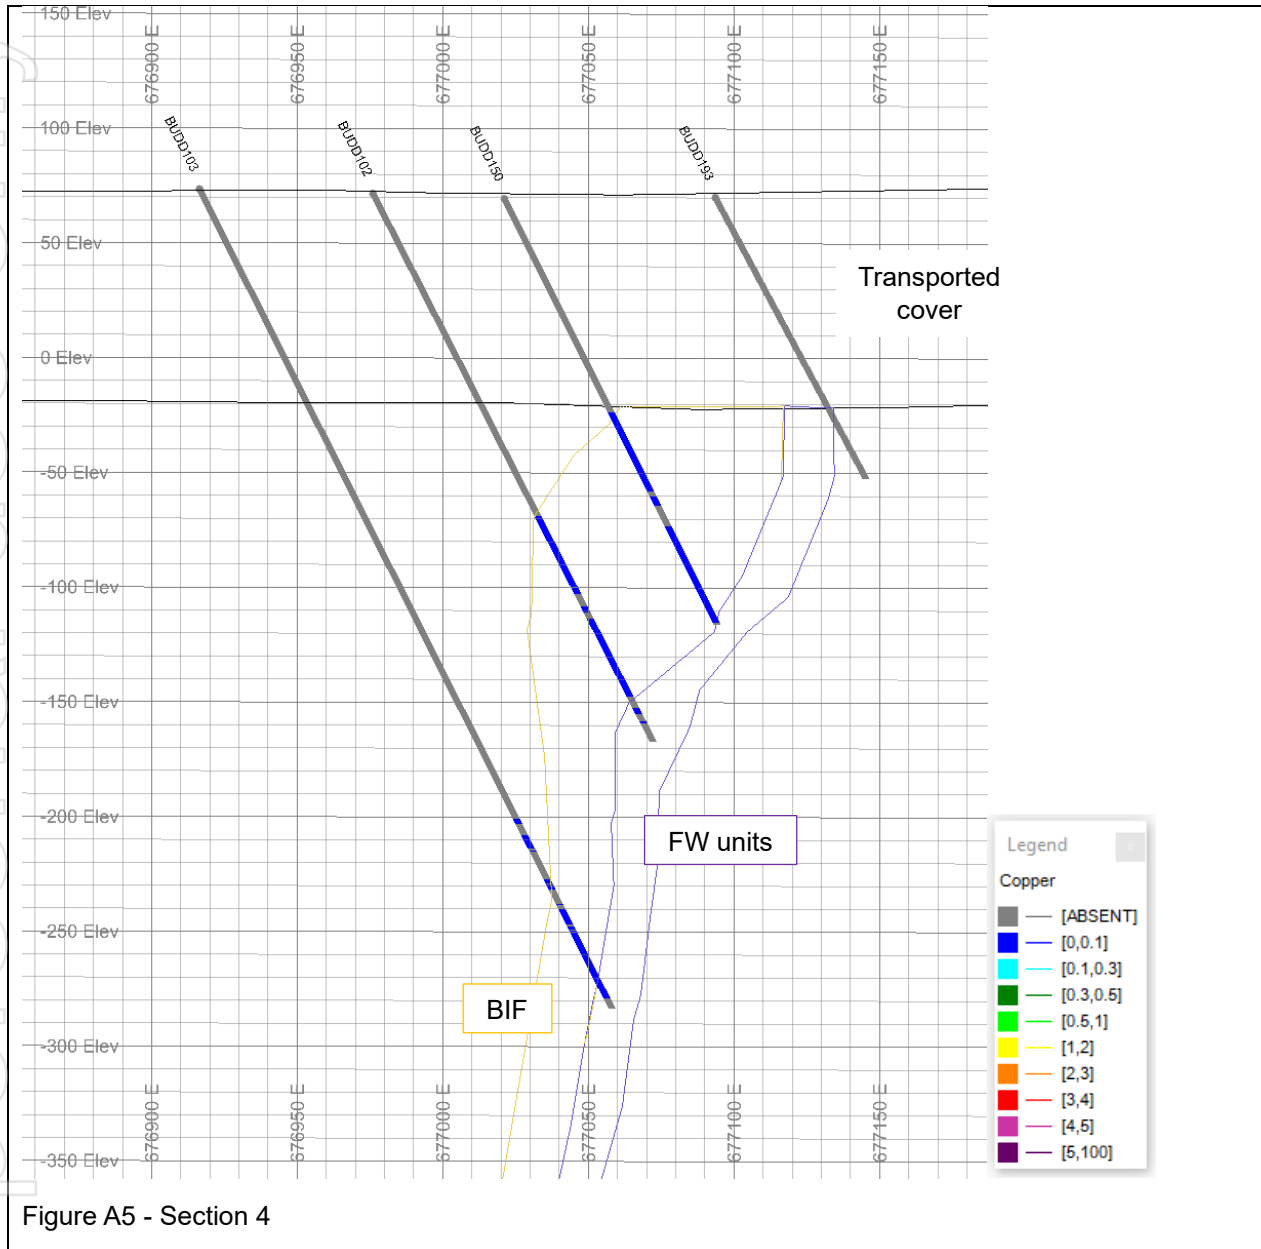 150 Elev
676900 E
676950 E
677000 E
677050 E
677100 E
677150 E
100 Elev
BUDD103
BUDD102
BUDD150
BUDD193
50 Elev
Transported
cover
0 Elev
-50 Elev
-100 Elev
-150 Elev
-200 Elev
FW units
-250 Elev
BIF
-300 Elev
676900 E
676950 E
677000 E
677050 E
677100 E
677150 E
-350 Elev
Legend
x
Copper
[ABSENT]
[0,0.1]
[0.1,0.3]
[0.3,0.5]
[0.5,1]
[1,2]
[2,3]
[3,4]
[4,5]
[5,100]
Figure A5 - Section 4